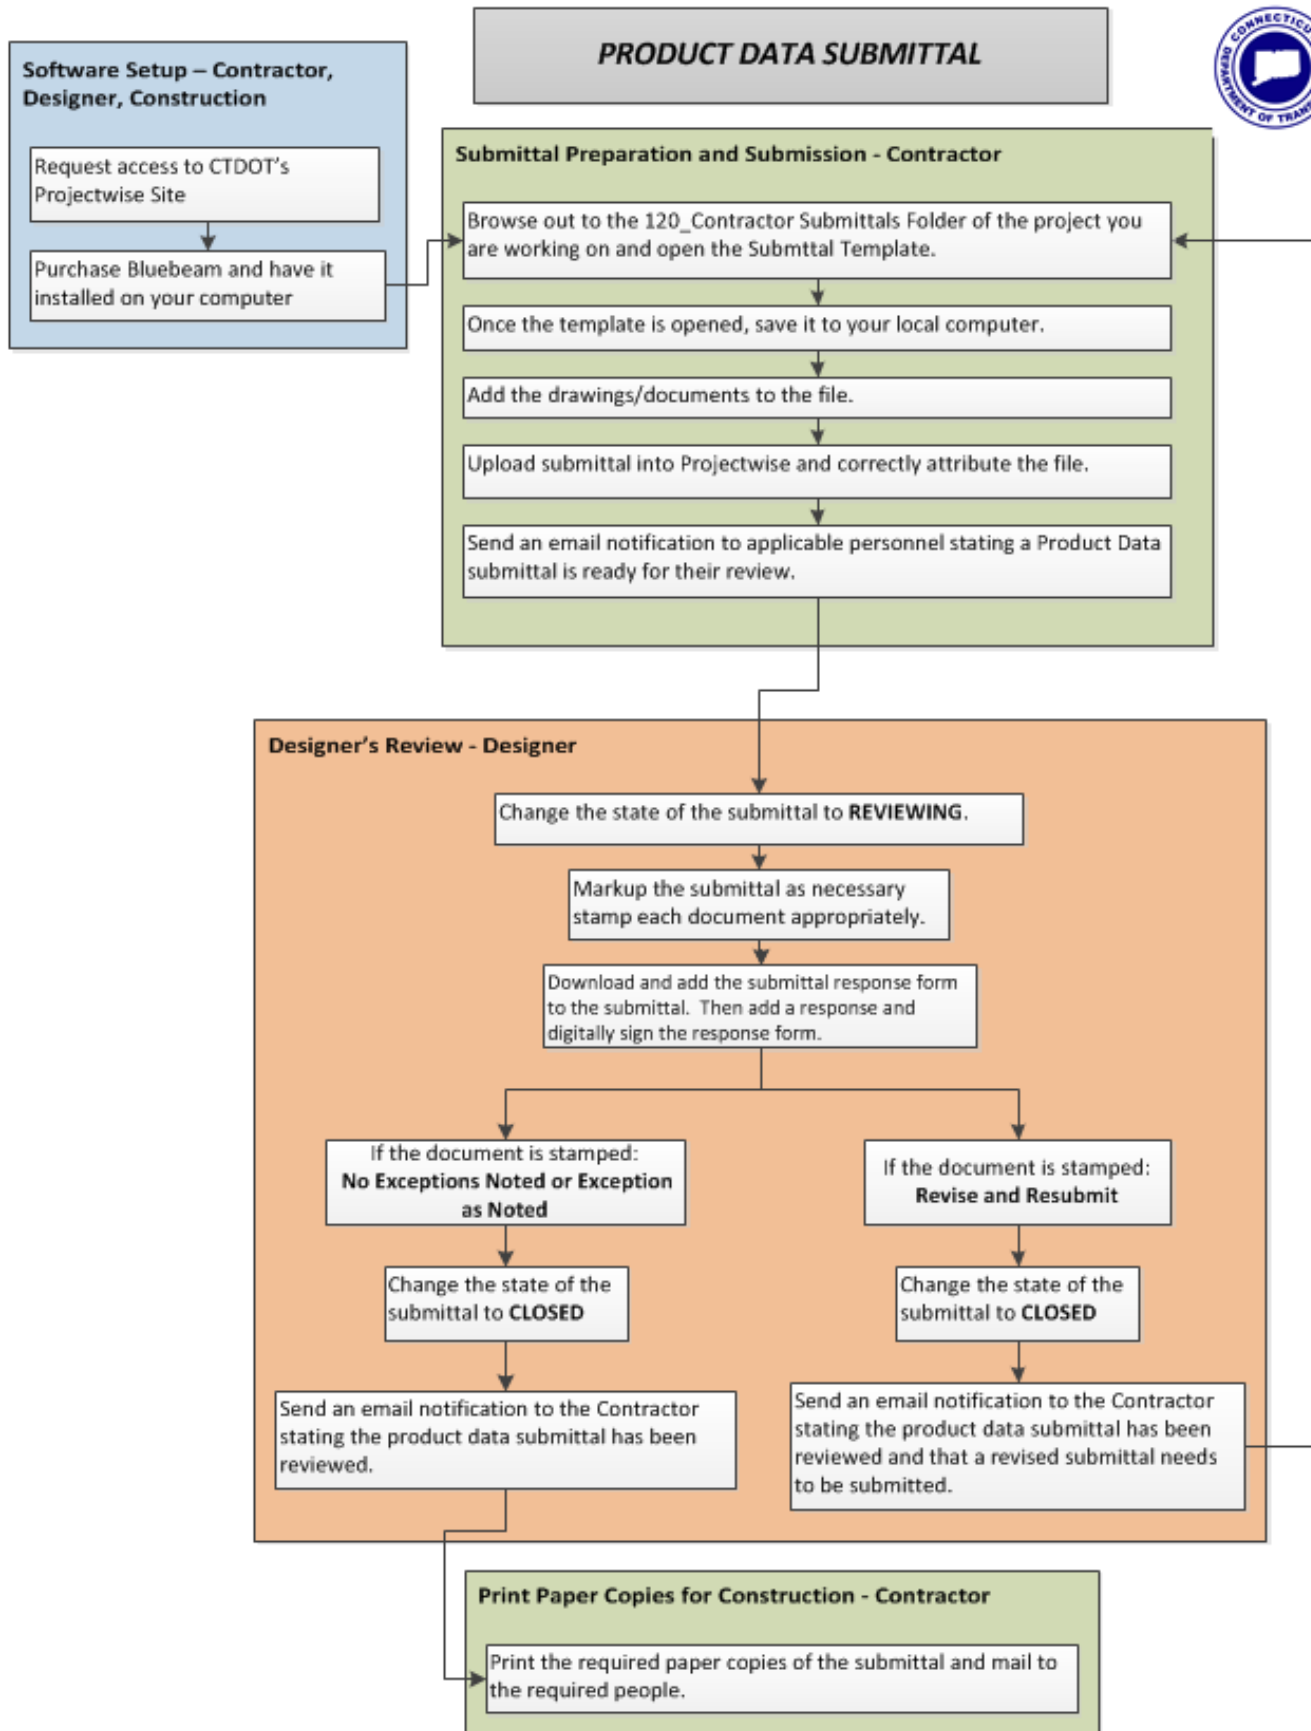 PRODUCT DATA SUBMITTAL
CONNECTICU
DEPARTMENT OF TRANS
Software Setup – Contractor,
Designer, Construction
Request access to CTDOT's
Projectwise Site
Purchase Bluebeam and have it
installed on your computer
Submittal Preparation and Submission - Contractor
Browse out to the 120_Contractor Submittals Folder of the project you
are working on and open the Submttal Template.
Once the template is opened, save it to your local computer.
Add the drawings/documents to the file.
Upload submittal into Projectwise and correctly attribute the file.
Send an email notification to applicable personnel stating a Product Data
submittal is ready for their review.
Designer's Review - Designer
Change the state of the submittal to REVIEWING.
Markup the submittal as necessary
stamp each document appropriately.
Download and add the submittal response form
to the submittal.  Then add a response and
digitally sign the response form.
If the document is stamped:
No Exceptions Noted or Exception
as Noted
Change the state of the
submittal to CLOSED
Send an email notification to the Contractor
stating the product data submittal has been
reviewed.
If the document is stamped:
Revise and Resubmit
Change the state of the
submittal to CLOSED
Send an email notification to the Contractor
stating the product data submittal has been
reviewed and that a revised submittal needs
to be submitted.
Print Paper Copies for Construction - Contractor
Print the required paper copies of the submittal and mail to
the required people.